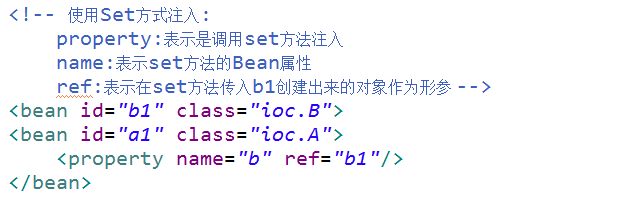 <!-- 使用Set方式注入:
property:表示是调用set方法注入
name:表示set方法的Bean属性
ref:表示在set方法传入b1创建出来的对象作为形参 -->
<bean id="b1" class="ioc.B">
<bean id="a1" class="ioc.A">
<property name="b" ref="b1"/>
</bean>